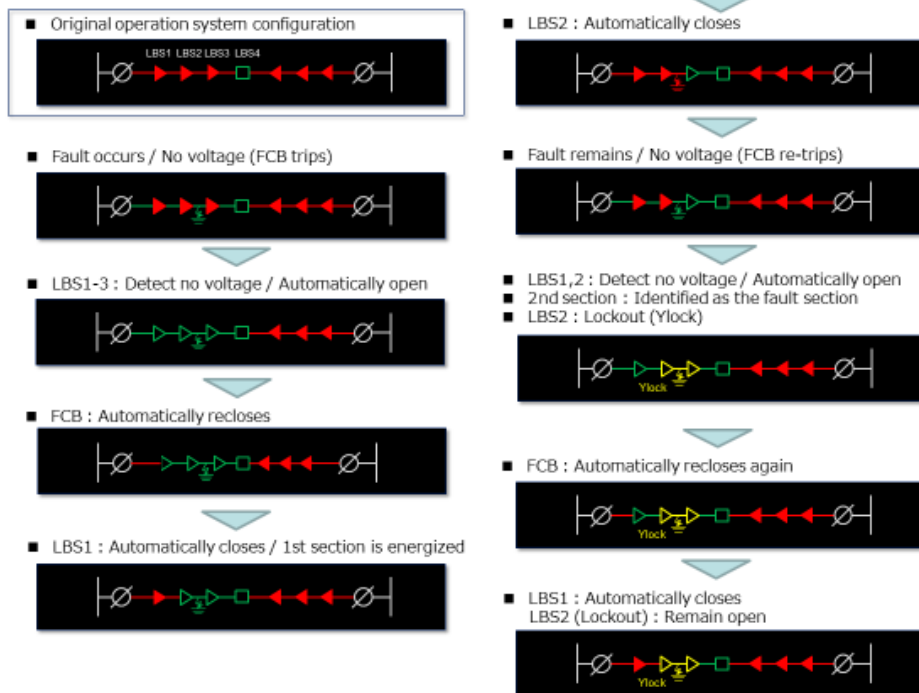 ■ Original operation system configuration
LBS1 LBS2 LBS3 LBS4
■ Fault occurs / No voltage (FCB trips)
■ LBS1-3 : Detect no voltage / Automatically open
■ FCB : Automatically recloses
■ LBS1 : Automatically closes / 1st section is energized
■ LBS2 : Automatically closes
■ Fault remains / No voltage (FCB re-trips)
■ LBS1,2 : Detect no voltage / Automatically open
■ 2nd section : Identified as the fault section
■ LBS2: Lockout (Ylock)
Ylock
■ FCB : Automatically recloses again
Ylock
■ LBS1 : Automatically closes
LBS2 (Lockout) : Remain open
Ylock